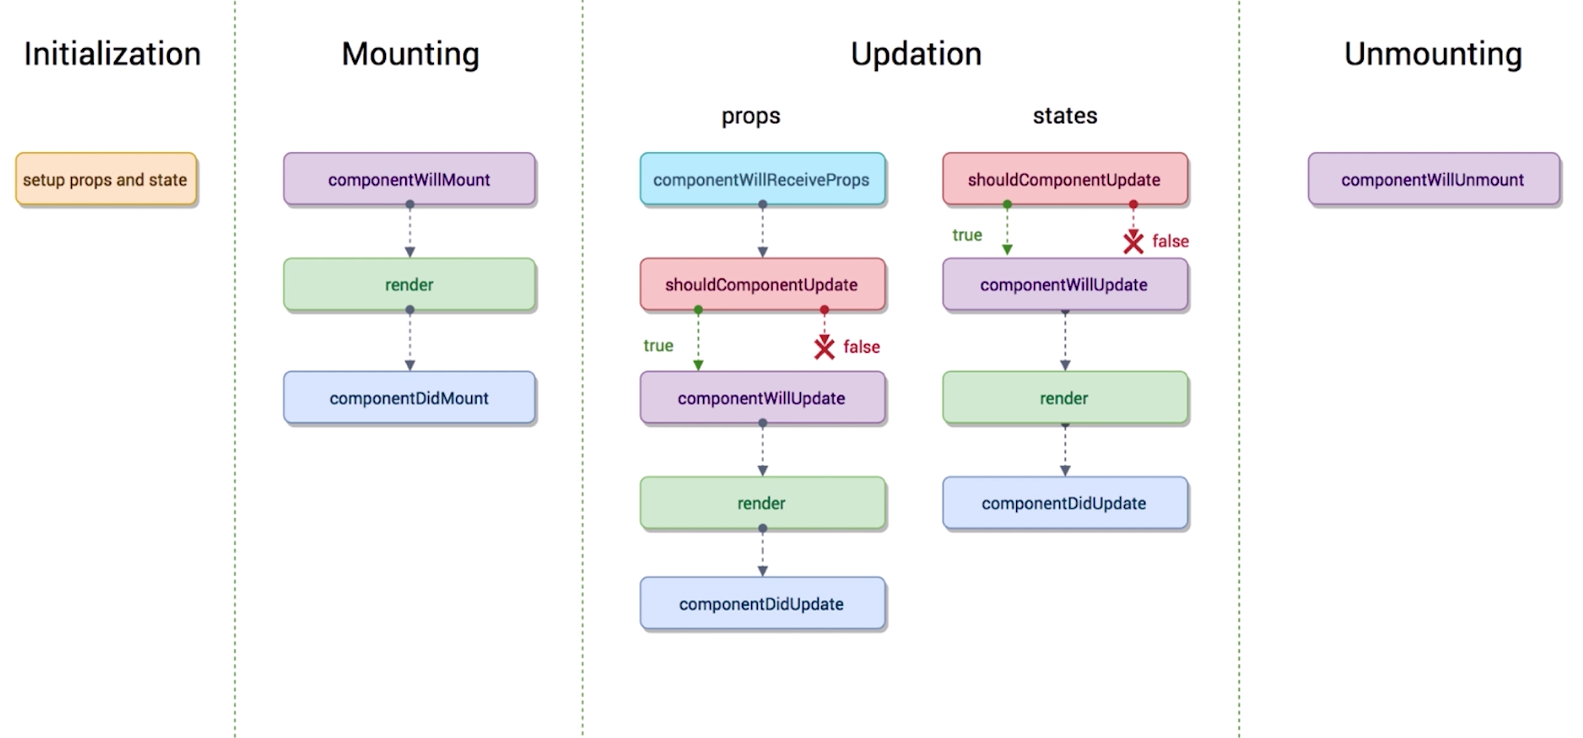 Initialization
setup props and state
Mounting
componentWillMount
render
componentDidMount
Updation
props
componentWillReceiveProps
shouldComponentUpdate
true
false
componentWillUpdate
render
componentDidUpdate
states
shouldComponentUpdate
true
false
componentWillUpdate
render
componentDidUpdate
Unmounting
componentWillUnmount